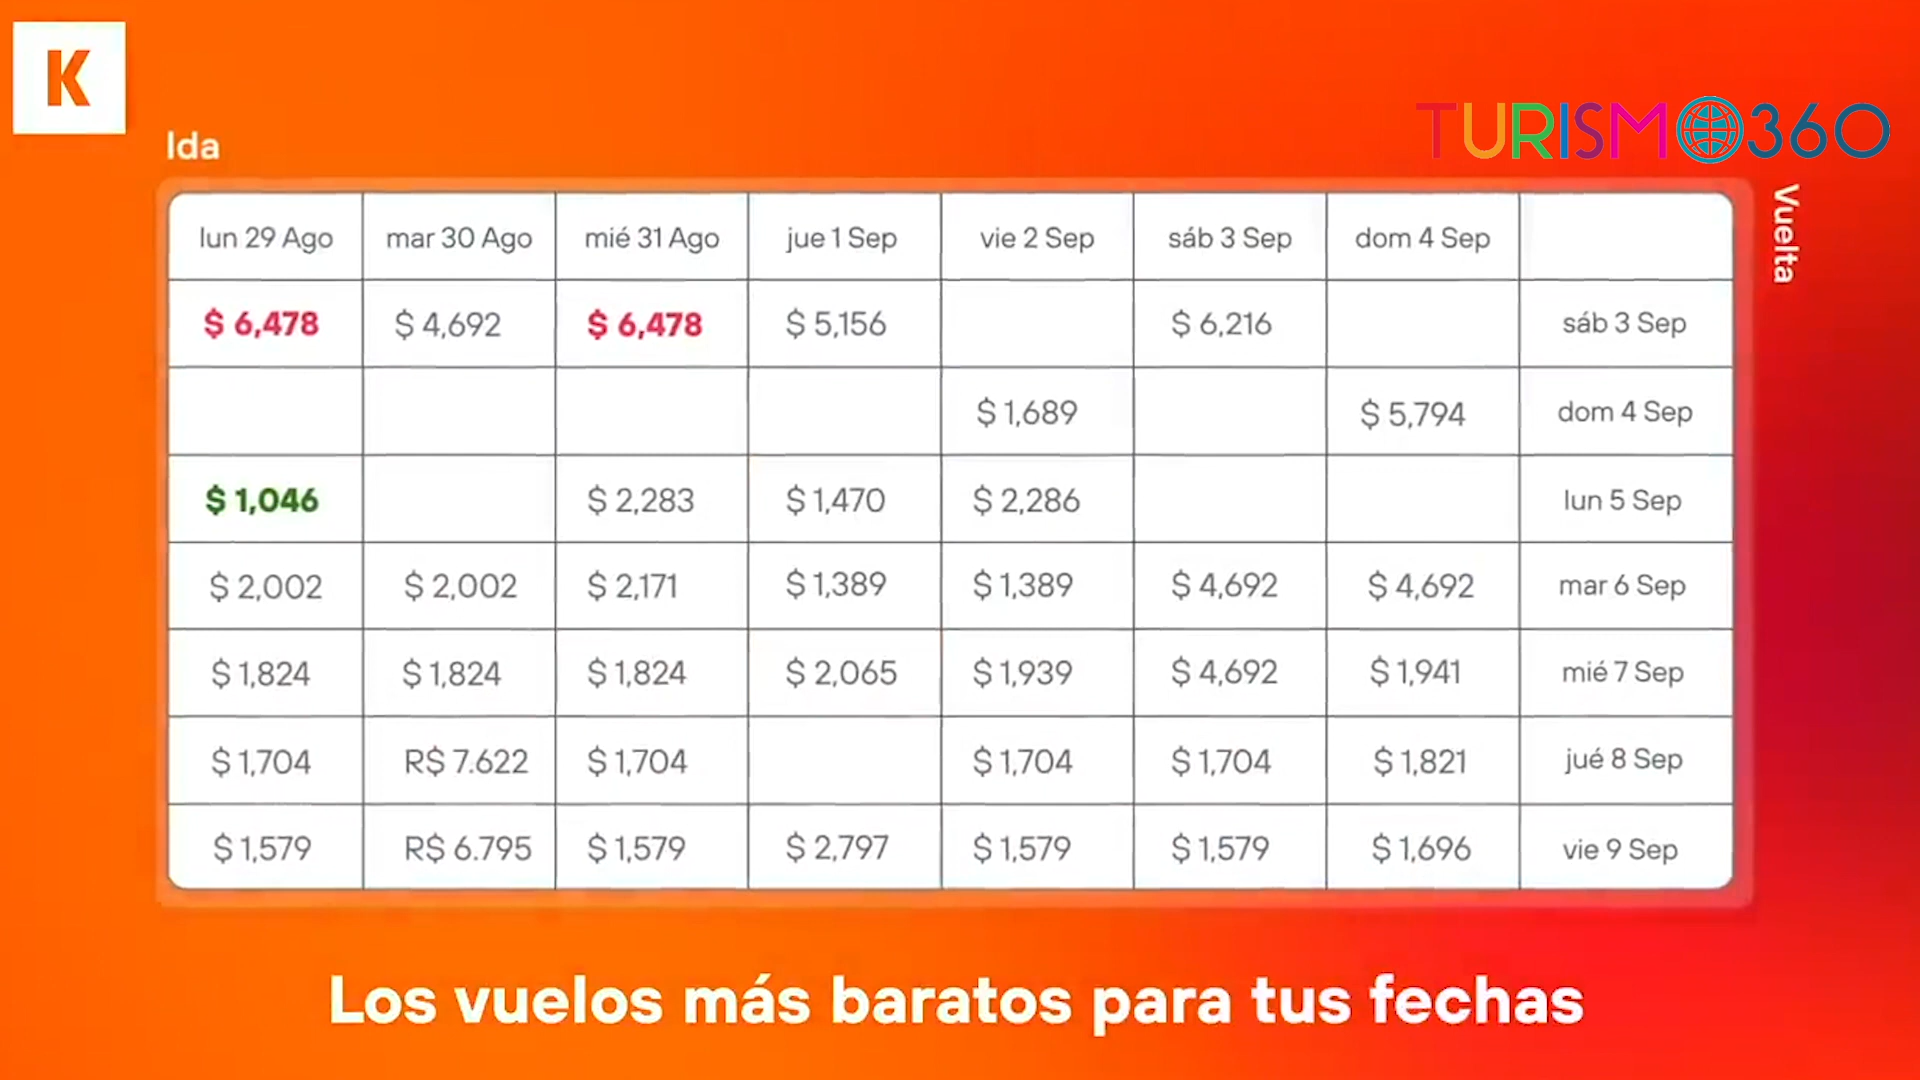 K
TURISMO360
Ida
Vuelta
lun 29 Ago mar 30 Ago mié 31 Ago jue 1 Sep vie 2 Sep sáb 3 Sep dom 4 Sep
$ 6,478 $ 4,692 $ 6,478 $ 5,156 $ 6,216 sáb 3 Sep
$ 1,689 $ 5,794 dom 4 Sep
$ 1,046 $ 2,283 $ 1,470 $ 2,286 lun 5 Sep
$ 2,002 $ 2,002 $ 2,171 $ 1,389 $ 1,389 $ 4,692 $ 4,692 mar 6 Sep
$ 1,824 $ 1,824 $ 1,824 $ 2,065 $ 1,939 $ 4,692 $ 1,941 mié 7 Sep
$ 1,704 R$ 7.622 $ 1,704 $ 1,704 $ 1,704 $ 1,821 jué 8 Sep
$ 1,579 R$ 6.795 $ 1,579 $ 2,797 $ 1,579 $ 1,579 $ 1,696 vie 9 Sep
Los vuelos más baratos para tus fechas